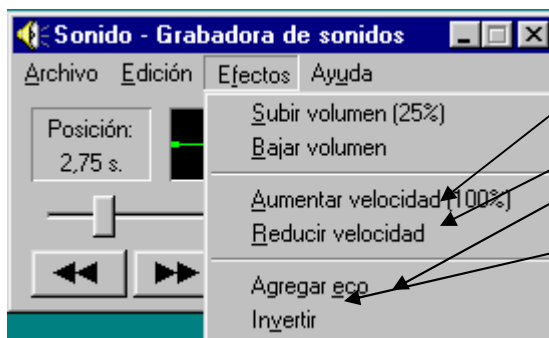 Sonido - Grabadora de sonidos
Archivo Edición Efectos Ayuda
Posición:
2,75 s.
Subir volumen (25%)
Bajar volumen
Aumentar velocidad (100%)
Reducir velocidad
Agregar eco
Invertir